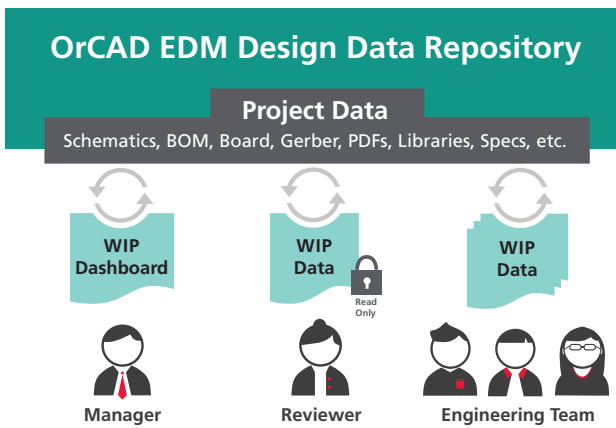 OrCAD EDM Design Data Repository
Project Data
Schematics, BOM, Board, Gerber, PDFs, Libraries, Specs, etc.
WIP
Dashboard
WIP
Data
Read
Only
WIP
Data
Manager
Reviewer
Engineering Team